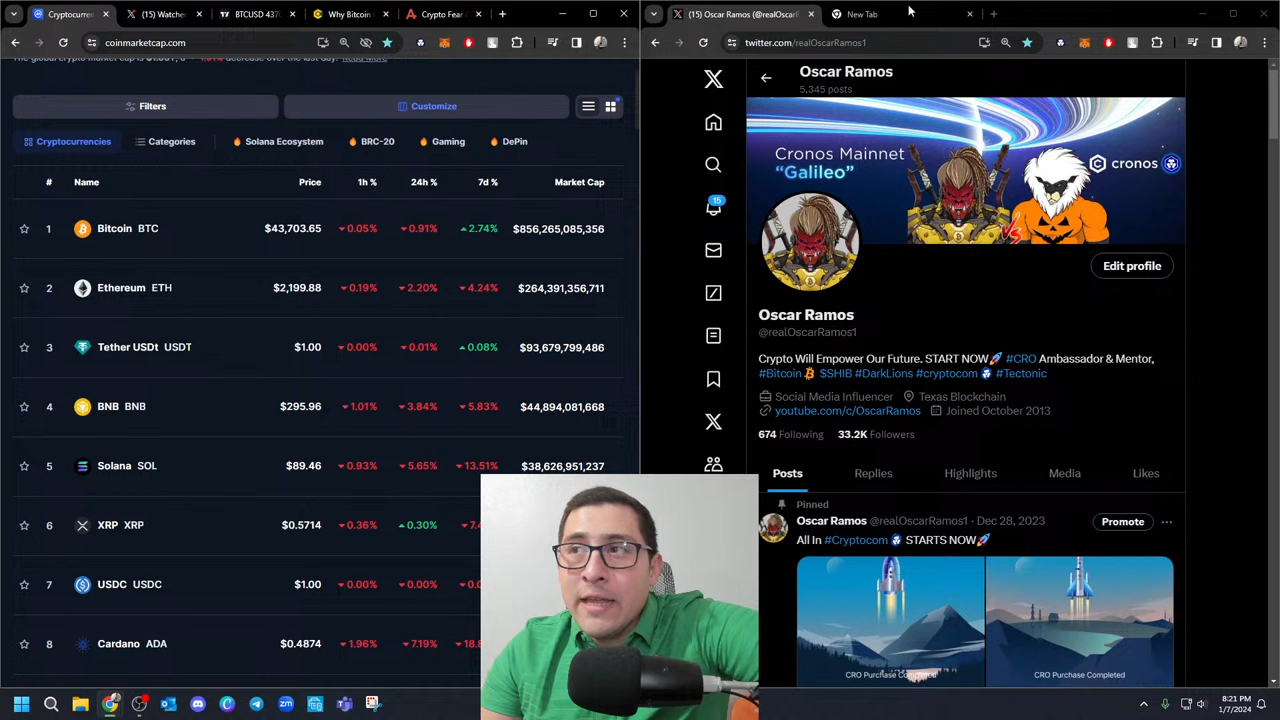 Cryptocurr
(15) Watche
BTCUSD 437
Why Bitcoin
Crypto Fear
coinmarketcap.com
Filters
Customize
Cryptocurrencies
Categories
Solana Ecosystem
BRC-20
Gaming
DePin
# Name Price 1h % 24h % 7d % Market Cap
1 Bitcoin BTC $43,703.65 0.05% 0.91% 2.74% $856,265,085,356
2 Ethereum ETH $2,199.88 0.19% 2.20% 4.24% $264,391,356,711
3 Tether USDt USDT $1.00 0.00% 0.01% 0.08% $93,679,799,486
4 BNB BNB $295.96 1.01% 3.84% 5.83% $44,894,081,668
5 Solana SOL $89.46 0.93% 5.65% 13.51% $38,626,951,237
6 XRP XRP $0.5714 0.36% 0.30% 7.
7 USDC USDC $1.00 0.00% 0.00% 0.0
8 Cardano ADA $0.4874 1.96% 7.19% 18.8
(15) Oscar Ramos (@realOscar
New Tab
twitter.com/realOscarRamos1
Oscar Ramos
5,345 posts
Cronos Mainnet
"Galileo"
cronos
VS
15
Edit profile
Oscar Ramos
@realOscarRamos1
Crypto Will Empower Our Future. START NOW🚀 #CRO Ambassador & Mentor,
#Bitcoin $SHIB #DarkLions #cryptocom #Tectonic
Social Media Influencer Texas Blockchain
youtube.com/c/OscarRamos Joined October 2013
674 Following 33.2K Followers
Posts Replies Highlights Media Likes
Pinned
Oscar Ramos @realOscarRamos1 · Dec 28, 2023
Promote
All In #Cryptocom STARTS NOW🚀
CRO Purchase Completed
CRO Purchase Completed
8:21 PM
1/7/2024